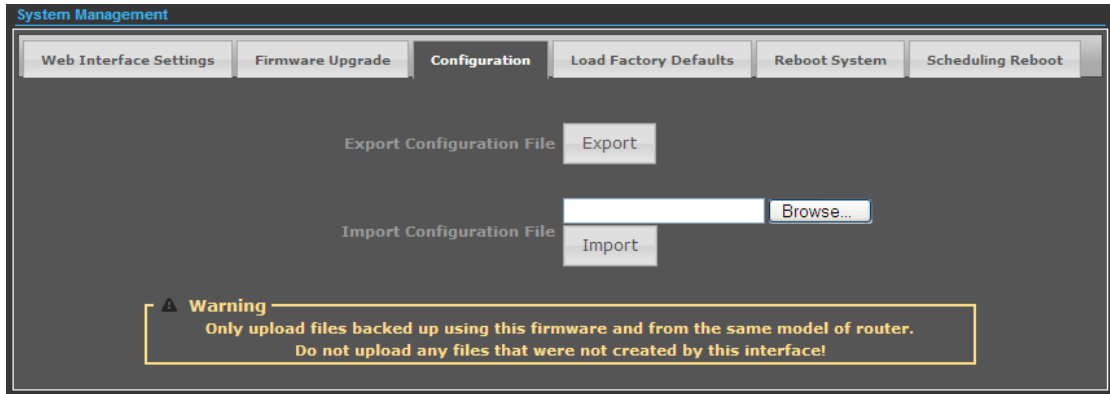 System Management
Web Interface Settings Firmware Upgrade Configuration Load Factory Defaults Reboot System Scheduling Reboot
Export Configuration File Export
Browse...
Import Configuration File Import
Warning
Only upload files backed up using this firmware and from the same model of router.
Do not upload any files that were not created by this interface!